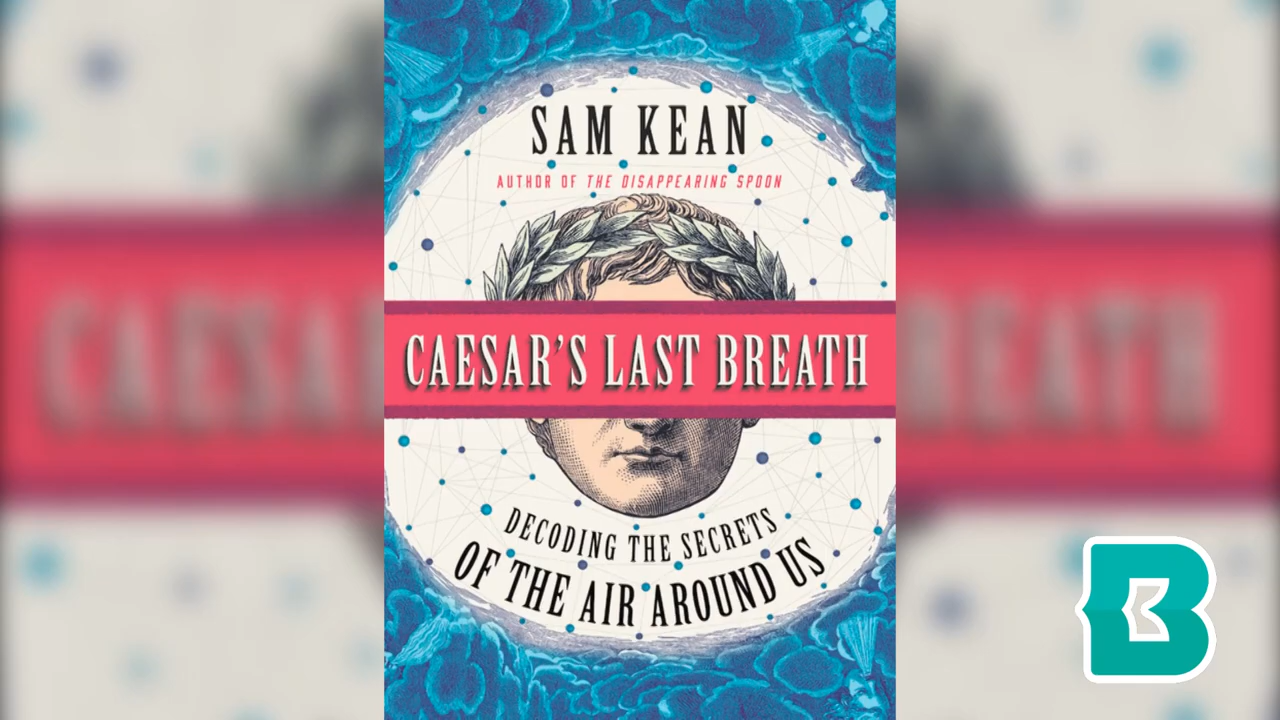 SAM KEAN
AUTHOR OF THE DISAPPEARING SPOON
CAESAR'S LAST BREATH
DECODING THE SECRETS
OF THE AIR AROUND US
B